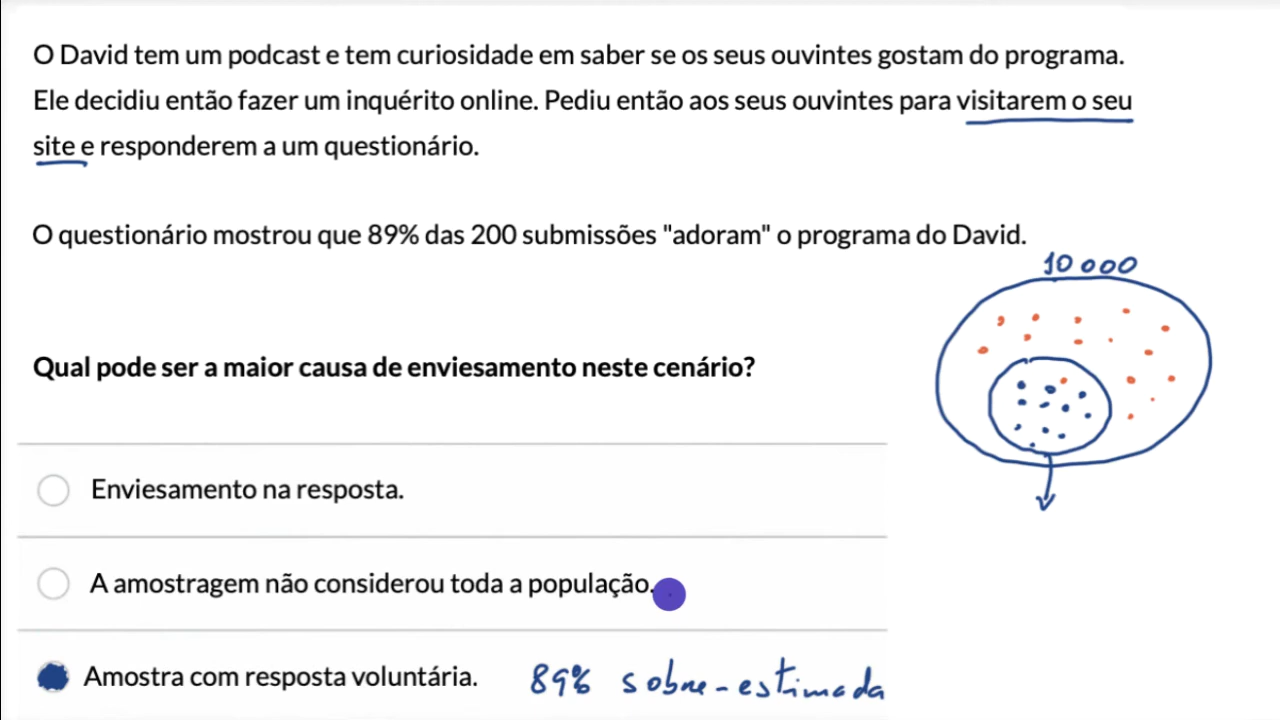 O David tem um podcast e tem curiosidade em saber se os seus ouvintes gostam do programa.
Ele decidiu então fazer um inquérito online. Pediu então aos seus ouvintes para visitarem o seu
site e responderem a um questionário.
O questionário mostrou que 89% das 200 submissões "adoram" o programa do David.
10 000
Qual pode ser a maior causa de enviesamento neste cenário?
Enviesamento na resposta.
A amostragem não considerou toda a população.
Amostra com resposta voluntária.
89% sobre-estimada